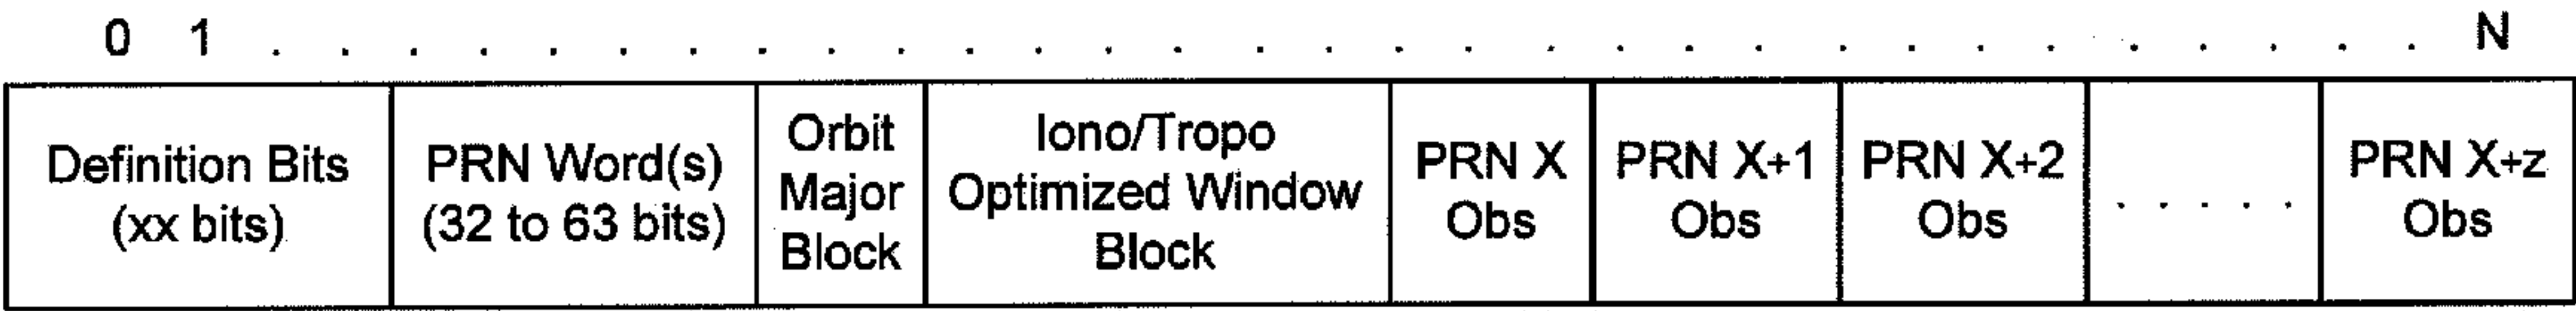 0 1 . . . . . . . . . . . . . . . . . . . . . . . . . . . . . . . N
Definition Bits
(xx bits)
PRN Word(s)
(32 to 63 bits)
Orbit
Major
Block
Iono/Tropo
Optimized Window
Block
PRN X
Obs
PRN X+1
Obs
PRN X+2
Obs
. . . . .
PRN X+z
Obs